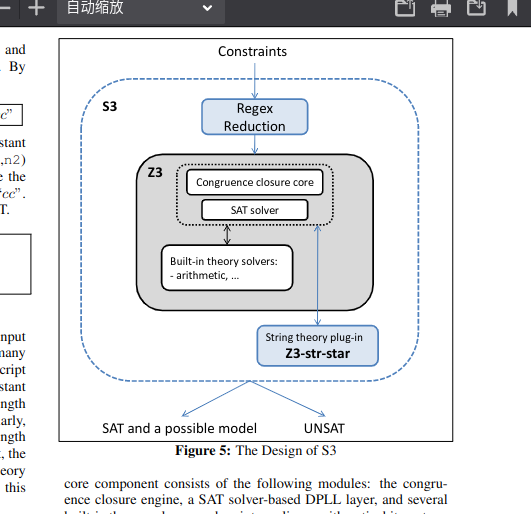 自动缩放
and
By
cc”
stant
,n2)
e the
“cc”.
T.
nput
many
cript
stant
ngth
arly,
ngth
, the
eory
this
Constraints
S3
Regex
Reduction
Z3
Congruence closure core
SAT solver
Built-in theory solvers:
- arithmetic, ...
String theory plug-in
Z3-str-star
SAT and a possible model
UNSAT
Figure 5: The Design of S3
core component consists of the following modules: the congru-
ence closure engine, a SAT solver-based DPLL layer, and several